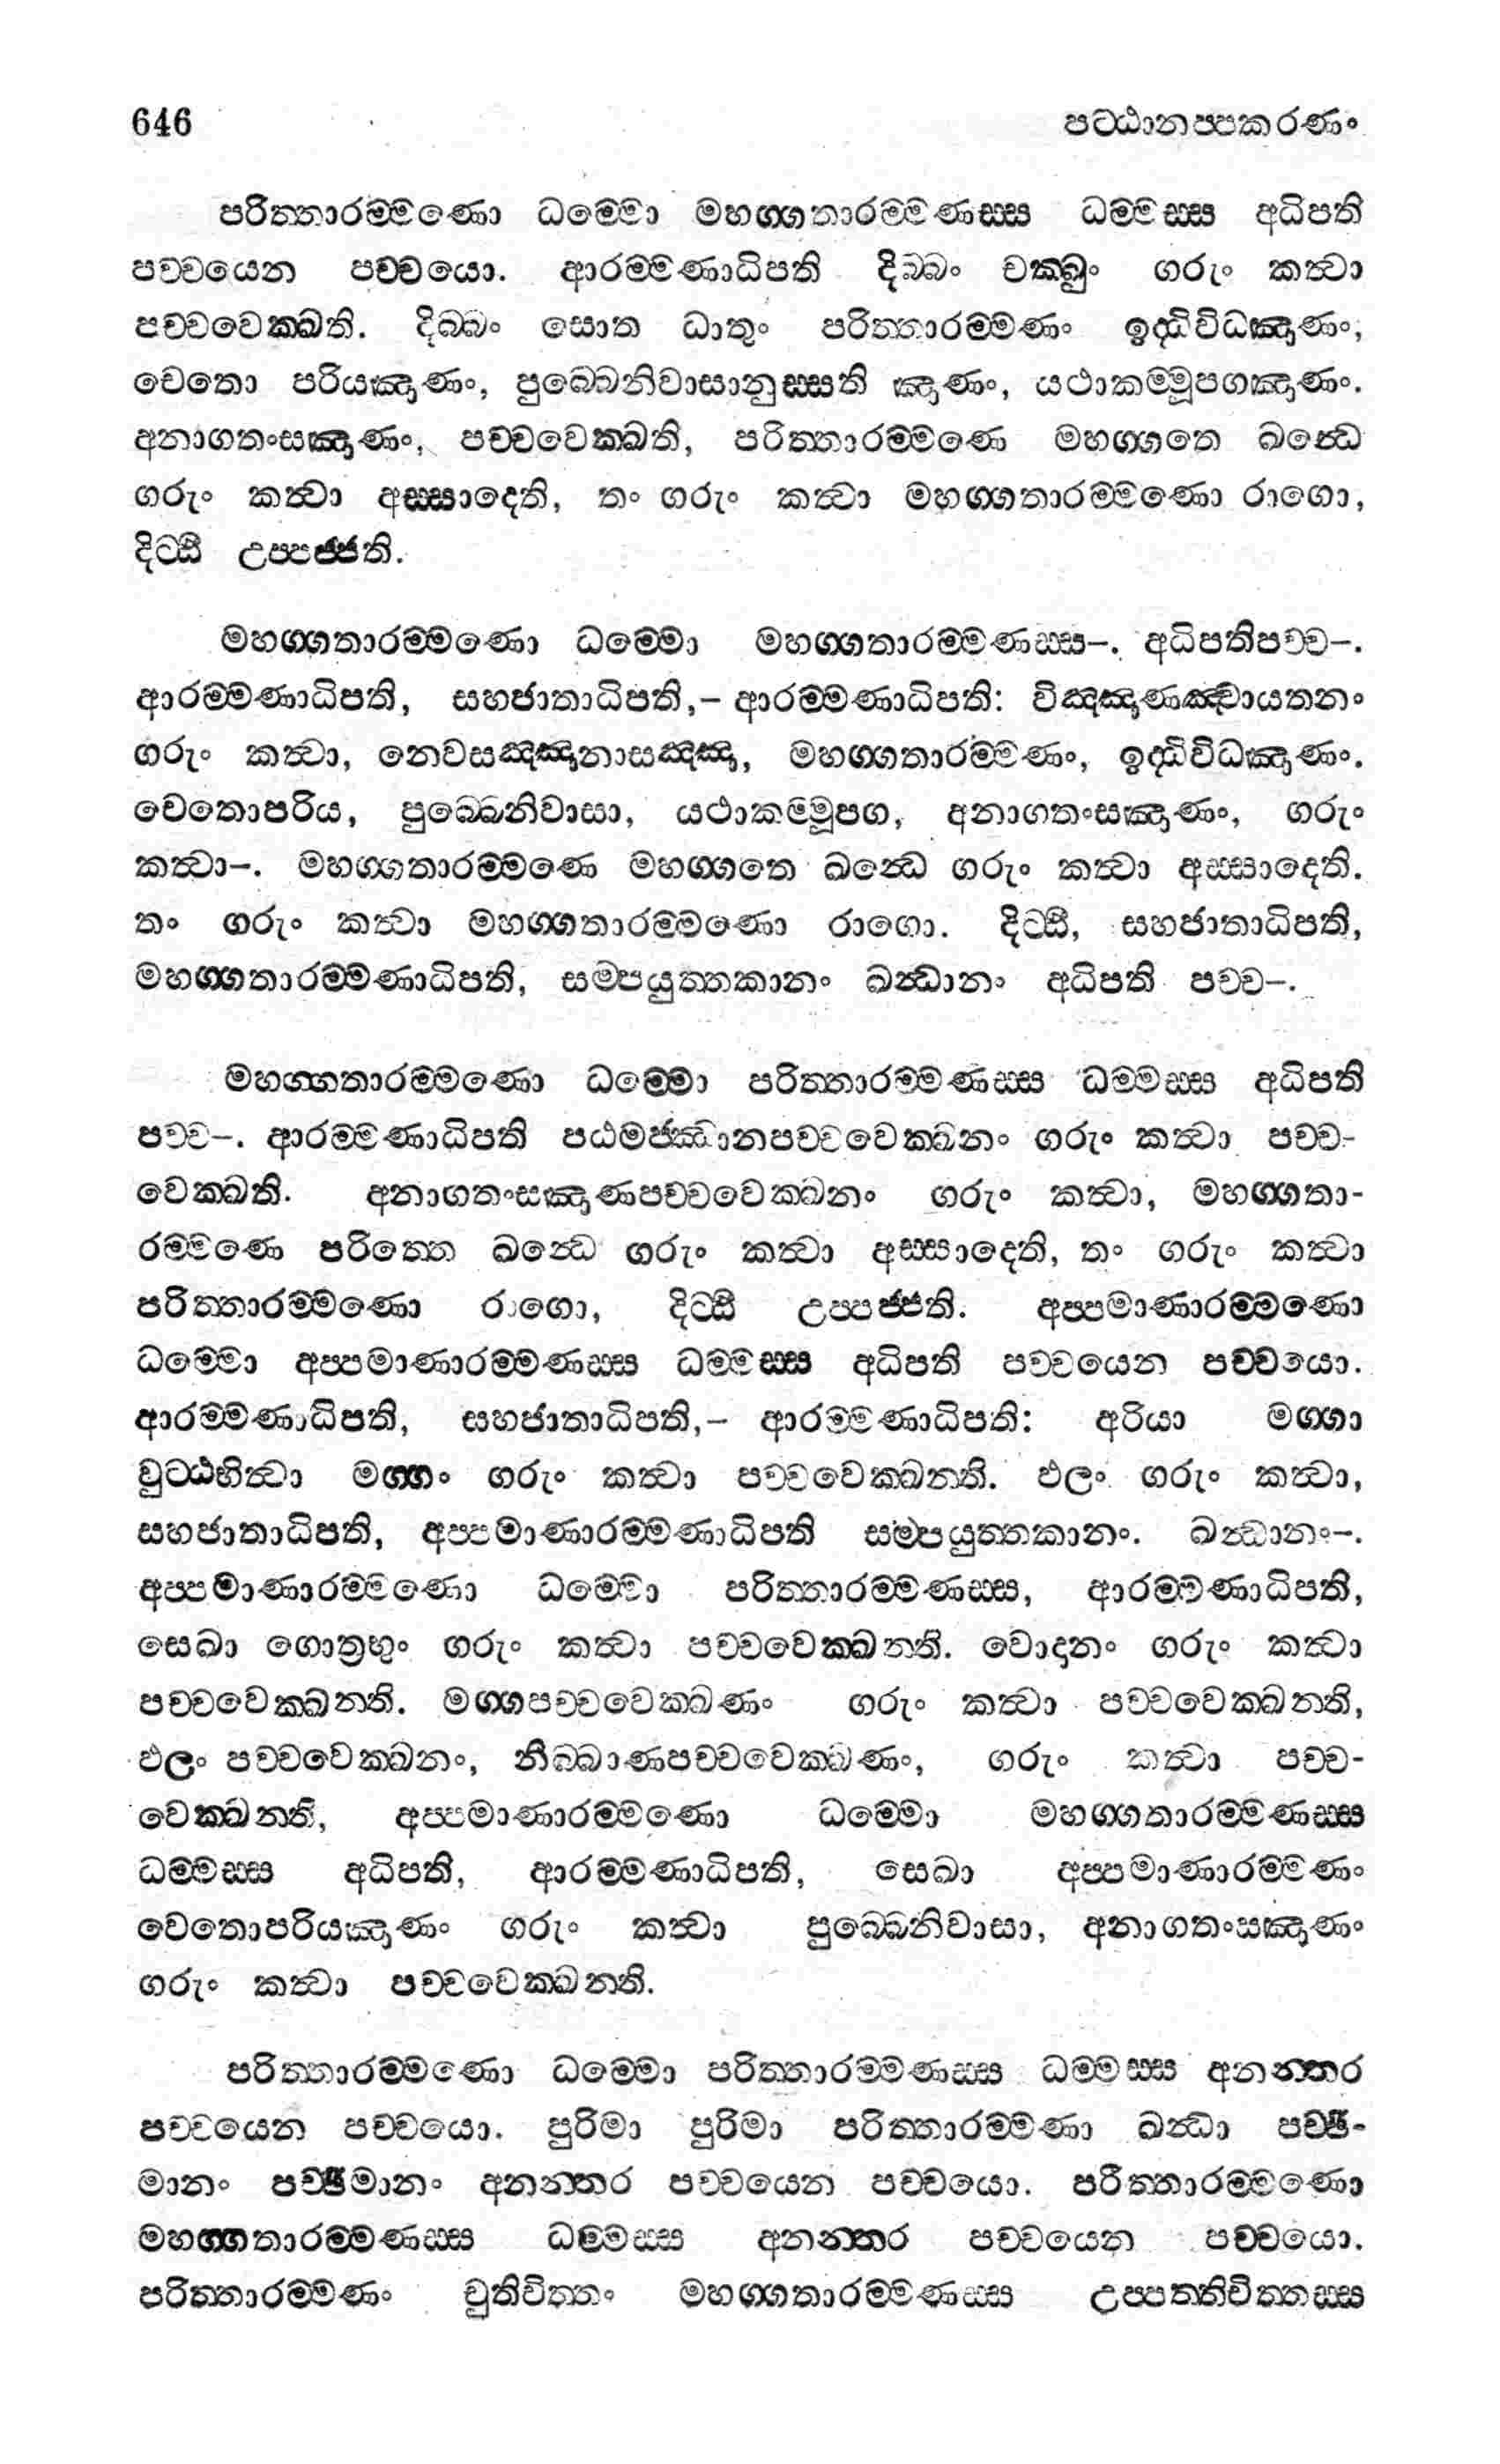 646 පට්ඨානප්පකරණං
පරිත්තාරම්මණො ධම්මො මහග්ගතාරම්මණස්ස ධම්මස්ස අධිපති
පච්චයෙන පච්චයො. ආරම්මණාධිපති දිබ්බං චක්ඛුං ගරුං කත්වා
පච්චවෙක්ඛති. දිබ්බං සොත ධාතුං පරිත්තාරම්මණං ඉද්ධිවිධඤාණං,
චෙතො පරියඤාණං, පුබ්බෙනිවාසානුස්සති ඤාණං, යථාකම්මූපගඤාණං.
අනාගතංසඤාණං, පච්චවෙක්ඛති, පරිත්තාරම්මණෙ මහග්ගතෙ ඛන්ධෙ
ගරුං කත්වා අස්සාදෙති, තං ගරුං කත්වා මහග්ගතාරම්මණො රාගො,
දිට්ඨි උප්පජ්ජති.
මහග්ගතාරම්මණො ධම්මො මහග්ගතාරම්මණස්ස–. අධිපතිපච්ච–.
ආරම්මණාධිපති, සහජාතාධිපති,– ආරම්මණාධිපති: විඤ්ඤාණඤ්චායතනං
ගරුං කත්වා, නෙවසඤ්ඤානාසඤ්ඤා, මහග්ගතාරම්මණං, ඉද්ධිවිධඤාණං.
චෙතොපරිය, පුබ්බෙනිවාසා, යථාකම්මූපග, අනාගතංසඤාණං, ගරුං
කත්වා–. මහග්ගතාරම්මණෙ මහග්ගතෙ ඛන්ධෙ ගරුං කත්වා අස්සාදෙති.
තං ගරුං කත්වා මහග්ගතාරම්මණො රාගො. දිට්ඨි, සහජාතාධිපති,
මහග්ගතාරම්මණාධිපති, සම්පයුත්තකානං ඛන්ධානං අධිපති පච්ච–.
මහග්ගතාරම්මණො ධම්මො පරිත්තාරම්මණස්ස ධම්මස්ස අධිපති
පච්ච–. ආරම්මණාධිපති පඨමජ්ඣානපච්චවෙක්ඛනං ගරුං කත්වා පච්ච-
වෙක්ඛති. අනාගතංසඤාණපච්චවෙක්ඛනං ගරුං කත්වා, මහග්ගතා-
රම්මණෙ පරිත්තෙ ඛන්ධෙ ගරුං කත්වා අස්සාදෙති, තං ගරුං කත්වා
පරිත්තාරම්මණො රාගො, දිට්ඨි උප්පජ්ජති. අප්පමාණාරම්මණො
ධම්මො අප්පමාණාරම්මණස්ස ධම්මස්ස අධිපති පච්චයෙන පච්චයො.
ආරම්මණාධිපති, සහජාතාධිපති,– ආරම්මණාධිපති: අරියා මග්ගා
වුට්ඨහිත්වා මග්ගං ගරුං කත්වා පච්චවෙක්ඛන්ති. ඵලං ගරුං කත්වා,
සහජාතාධිපති, අප්පමාණාරම්මණාධිපති සම්පයුත්තකානං. ඛන්ධානං–.
අප්පමාණාරම්මණො ධම්මො පරිත්තාරම්මණස්ස, ආරම්මණාධිපති,
සෙඛා ගොත්‍රභුං ගරුං කත්වා පච්චවෙක්ඛන්ති. වොදානං ගරුං කත්වා
පච්චවෙක්ඛන්ති. මග්ගපච්චවෙක්ඛණං ගරුං කත්වා පච්චවෙක්ඛන්ති,
ඵලං පච්චවෙක්ඛනං, නිබ්බාණපච්චවෙක්ඛණං, ගරුං කත්වා පච්ච-
වෙක්ඛන්ති, අප්පමාණාරම්මණො ධම්මො මහග්ගතාරම්මණස්ස
ධම්මස්ස අධිපති, ආරම්මණාධිපති, සෙඛා අප්පමාණාරම්මණං
චෙතොපරියඤාණං ගරුං කත්වා පුබ්බෙනිවාසා, අනාගතංසඤාණං
ගරුං කත්වා පච්චවෙක්ඛන්ති.
පරිත්තාරම්මණො ධම්මො පරිත්තාරම්මණස්ස ධම්මස්ස අනන්තර
පච්චයෙන පච්චයො. පුරිමා පුරිමා පරිත්තාරම්මණා ඛන්ධා පච්ඡි-
මානං පච්ඡිමානං අනන්තර පච්චයෙන පච්චයො. පරිත්තාරම්මණො
මහග්ගතාරම්මණස්ස ධම්මස්ස අනන්තර පච්චයෙන පච්චයො.
පරිත්තාරම්මණං චුතිචිත්තං මහග්ගතාරම්මණස්ස උප්පත්තිචිත්තස්ස